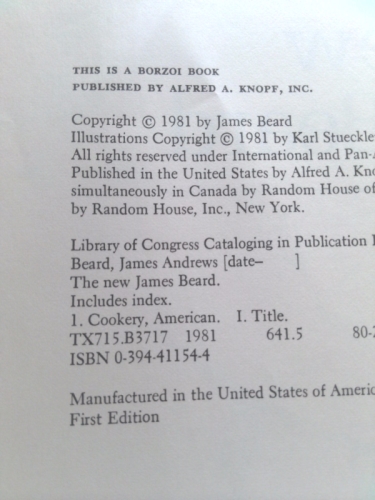 THIS IS A BORZOI BOOK
PUBLISHED BY ALFRED A. KNOPF, INC.
Copyright © 1981 by James Beard
Illustrations Copyright © 1981 by Karl Stueckle
All rights reserved under International and Pan-
Published in the United States by Alfred A. Kno
simultaneously in Canada by Random House of
by Random House, Inc., New York.
Library of Congress Cataloging in Publication
Beard, James Andrews [date– ]
The new James Beard.
Includes index.
1. Cookery, American. I. Title.
TX715.B3717 1981 641.5 80-
ISBN 0-394-41154-4
Manufactured in the United States of Americ
First Edition